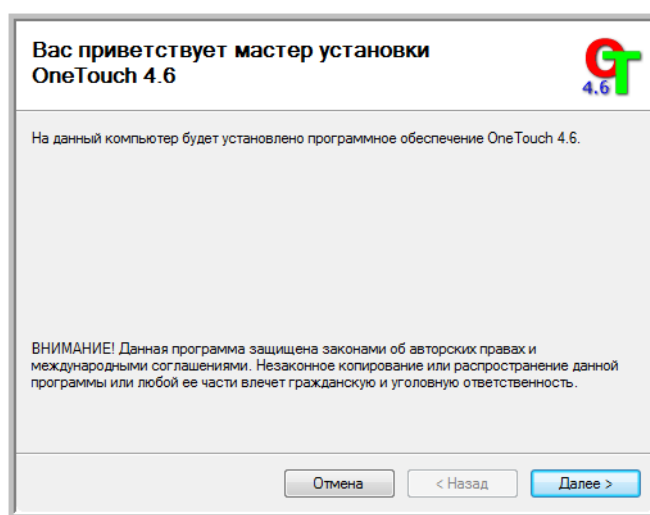 Вас приветствует мастер установки
OneTouch 4.6
GT
4.6
На данный компьютер будет установлено программное обеспечение OneTouch 4.6.
ВНИМАНИЕ! Данная программа защищена законами об авторских правах и
международными соглашениями. Незаконное копирование или распространение данной
программы или любой ее части влечет гражданскую и уголовную ответственность.
Отмена
< Назад
Далее >